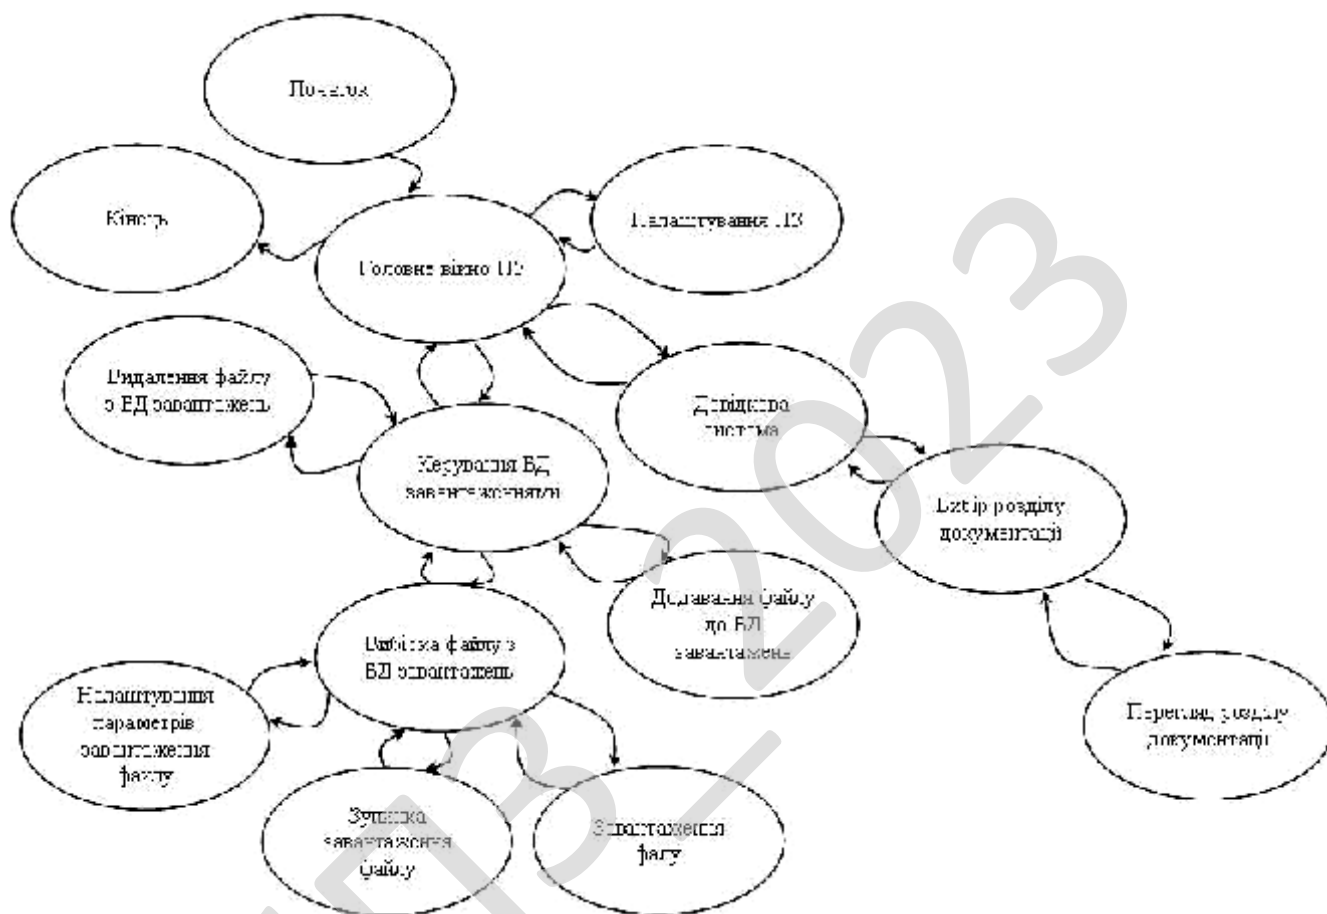 Початок
Кінець
Налаштування ПЗ
Головне вікно ПЗ
Видалення файлу
з БД завантажень
Довідкова
система
Керування БД
завантаженнями
Вибір розділу
документації
Додавання файлу
до БД
завантажень
Вибірка файлу з
БД завантажень
Налаштування
параметрів
завантаження
файлу
Перегляд розділу
документації
Зупинка
завантаження
файлу
Завантаження
фалу
ПЗ_2023